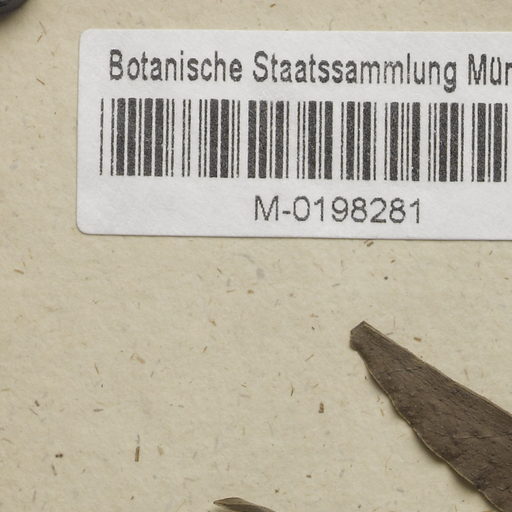 Botanische Staatssammlung Mün
M-0198281